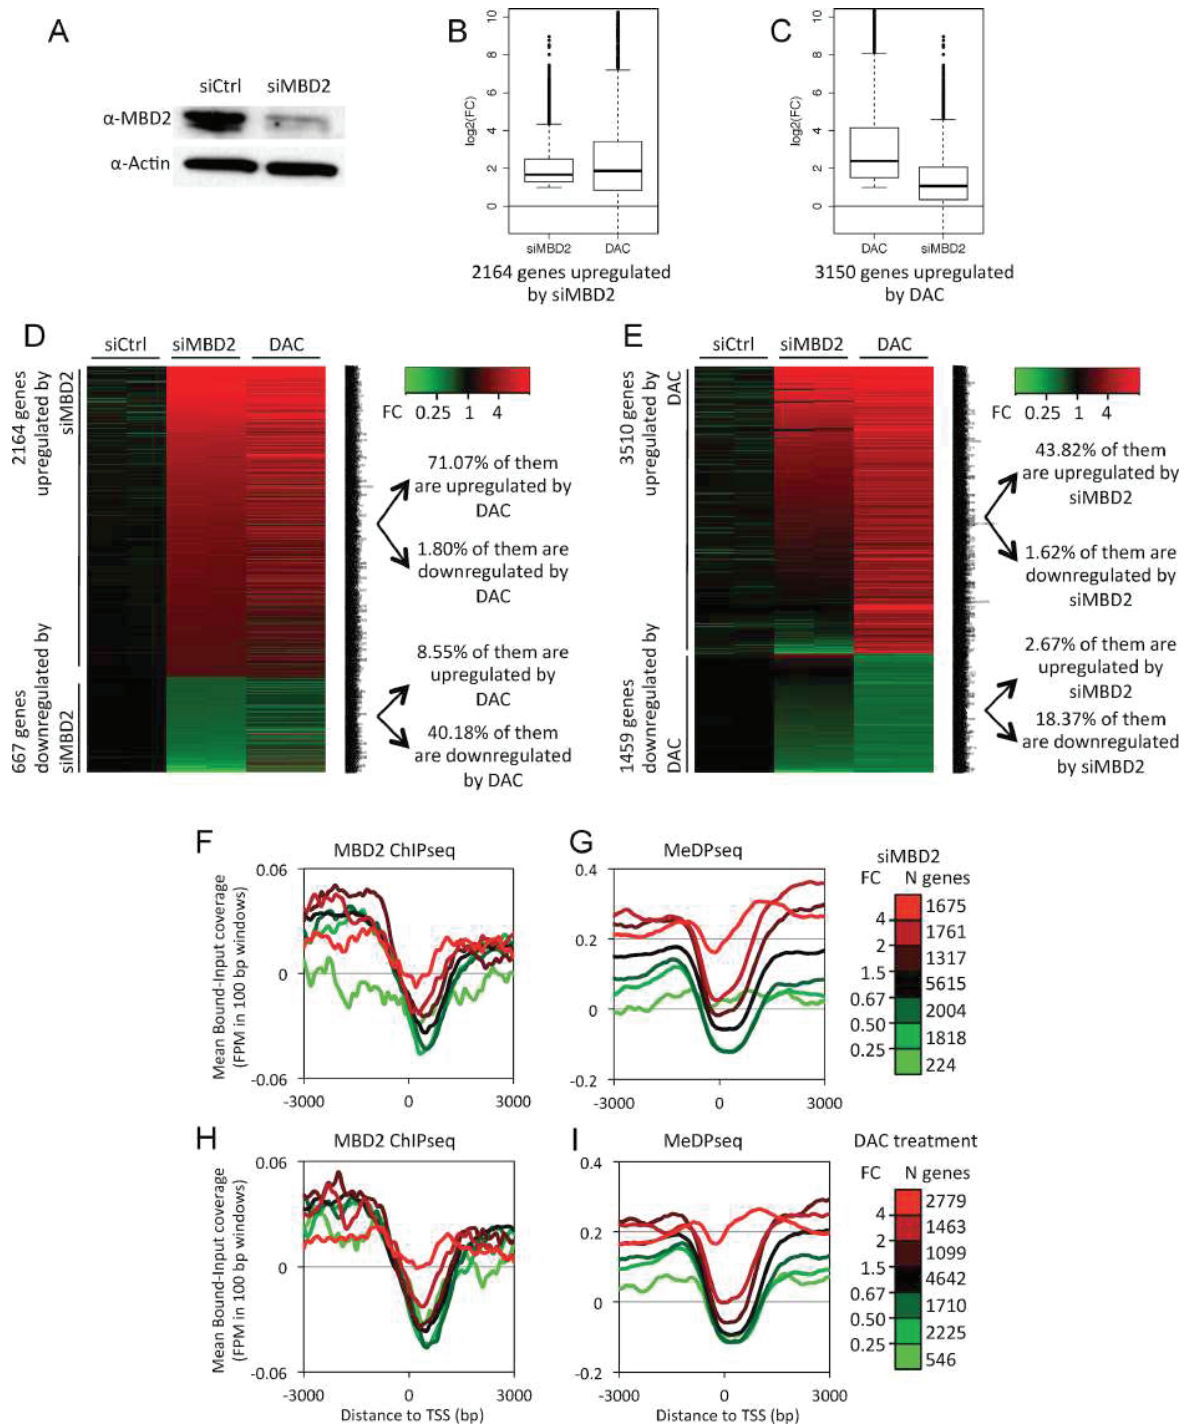 A
siCtrl siMBD2
α-MBD2
α-Actin
B
log2(FC)
10
8
6
4
2
0
siMBD2 DAC
2164 genes upregulated
by siMBD2
C
log2(FC)
10
8
6
4
2
0
DAC siMBD2
3150 genes upregulated
by DAC
D
siCtrl siMBD2 DAC
2164 genes
upregulated by
siMBD2
667 genes
downregulated by
siMBD2
FC 0.25 1 4
71.07% of them
are upregulated by
DAC
1.80% of them are
downregulated by
DAC
8.55% of them are
upregulated by
DAC
40.18% of them
are downregulated
by DAC
E
siCtrl siMBD2 DAC
3510 genes
upregulated by
DAC
1459 genes
downregulated by
DAC
FC 0.25 1 4
43.82% of them
are upregulated by
siMBD2
1.62% of them are
downregulated by
siMBD2
2.67% of them are
upregulated by
siMBD2
18.37% of them
are downregulated
by siMBD2
F
MBD2 ChIPseq
Mean Bound-Input coverage
(FPM in 100 bp windows)
0.06
0
-0.06
-3000 0 3000
G
MeDPseq
0.4
0.2
0
-0.2
-3000 0 3000
siMBD2
FC N genes
1675
4
1761
2
1317
1.5
5615
0.67
2004
0.50
1818
0.25
224
H
MBD2 ChIPseq
Mean Bound-Input coverage
(FPM in 100 bp windows)
0.06
0
-0.06
-3000 0 3000
Distance to TSS (bp)
I
MeDPseq
0.4
0.2
0
-0.2
-3000 0 3000
Distance to TSS (bp)
DAC treatment
FC N genes
2779
4
1463
2
1099
1.5
4642
0.67
1710
0.50
2225
0.25
546